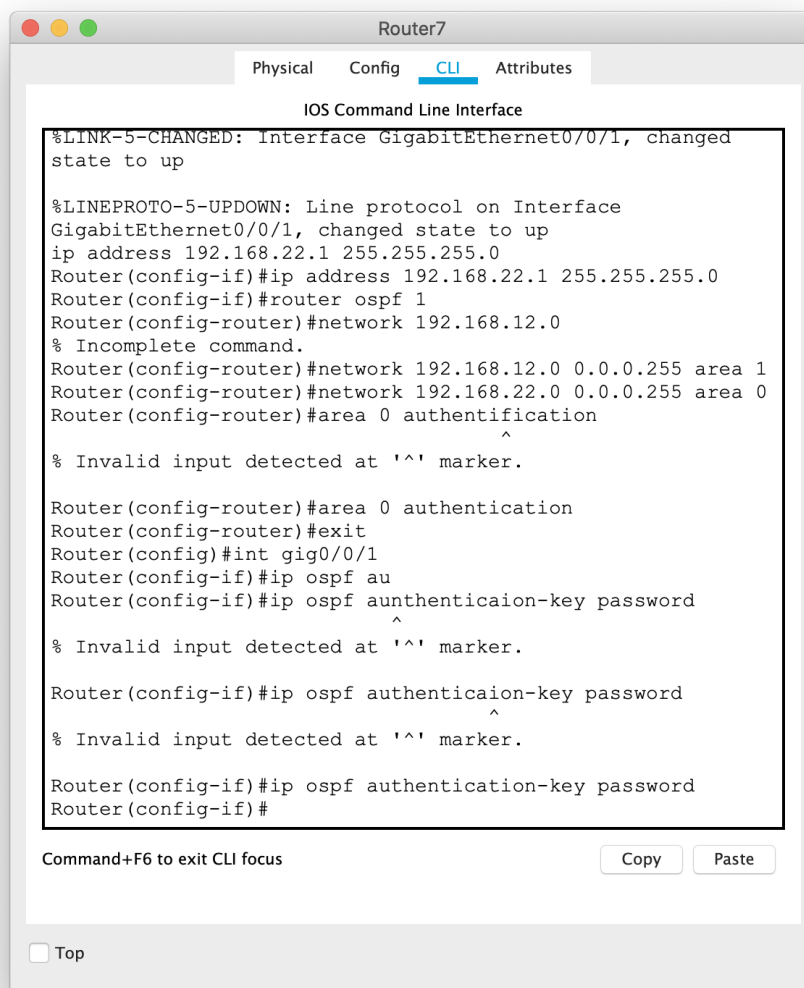 Router7
Physical Config CLI Attributes
IOS Command Line Interface
%LINK-5-CHANGED: Interface GigabitEthernet0/0/1, changed
state to up
%LINEPROTO-5-UPDOWN: Line protocol on Interface
GigabitEthernet0/0/1, changed state to up
ip address 192.168.22.1 255.255.255.0
Router(config-if)#ip address 192.168.22.1 255.255.255.0
Router(config-if)#router ospf 1
Router(config-router)#network 192.168.12.0
% Incomplete command.
Router(config-router)#network 192.168.12.0 0.0.0.255 area 1
Router(config-router)#network 192.168.22.0 0.0.0.255 area 0
Router(config-router)#area 0 authentification
^
% Invalid input detected at '^' marker.
Router(config-router)#area 0 authentication
Router(config-router)#exit
Router(config)#int gig0/0/1
Router(config-if)#ip ospf au
Router(config-if)#ip ospf aunthenticaion-key password
^
% Invalid input detected at '^' marker.
Router(config-if)#ip ospf authenticaion-key password
^
% Invalid input detected at '^' marker.
Router(config-if)#ip ospf authentication-key password
Router(config-if)#
Command+F6 to exit CLI focus Copy Paste
Top